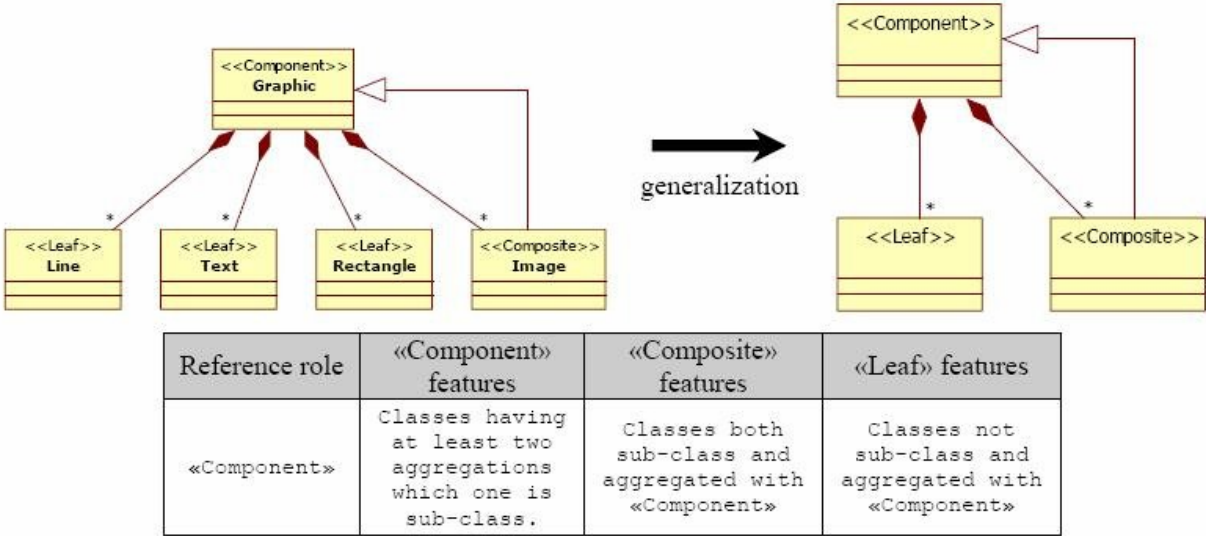 <<Component>>
Graphic
*
*
*
*
<<Leaf>>
Line
<<Leaf>>
Text
<<Leaf>>
Rectangle
<<Composite>>
Image
generalization
<<Component>>
*
*
<<Leaf>>
<<Composite>>
Reference role
«Component»
features
«Composite»
features
«Leaf» features
«Component»
Classes having
at least two
aggregations
which one is
sub-class.
Classes both
sub-class and
aggregated with
«Component»
Classes not
sub-class and
aggregated with
«Component»